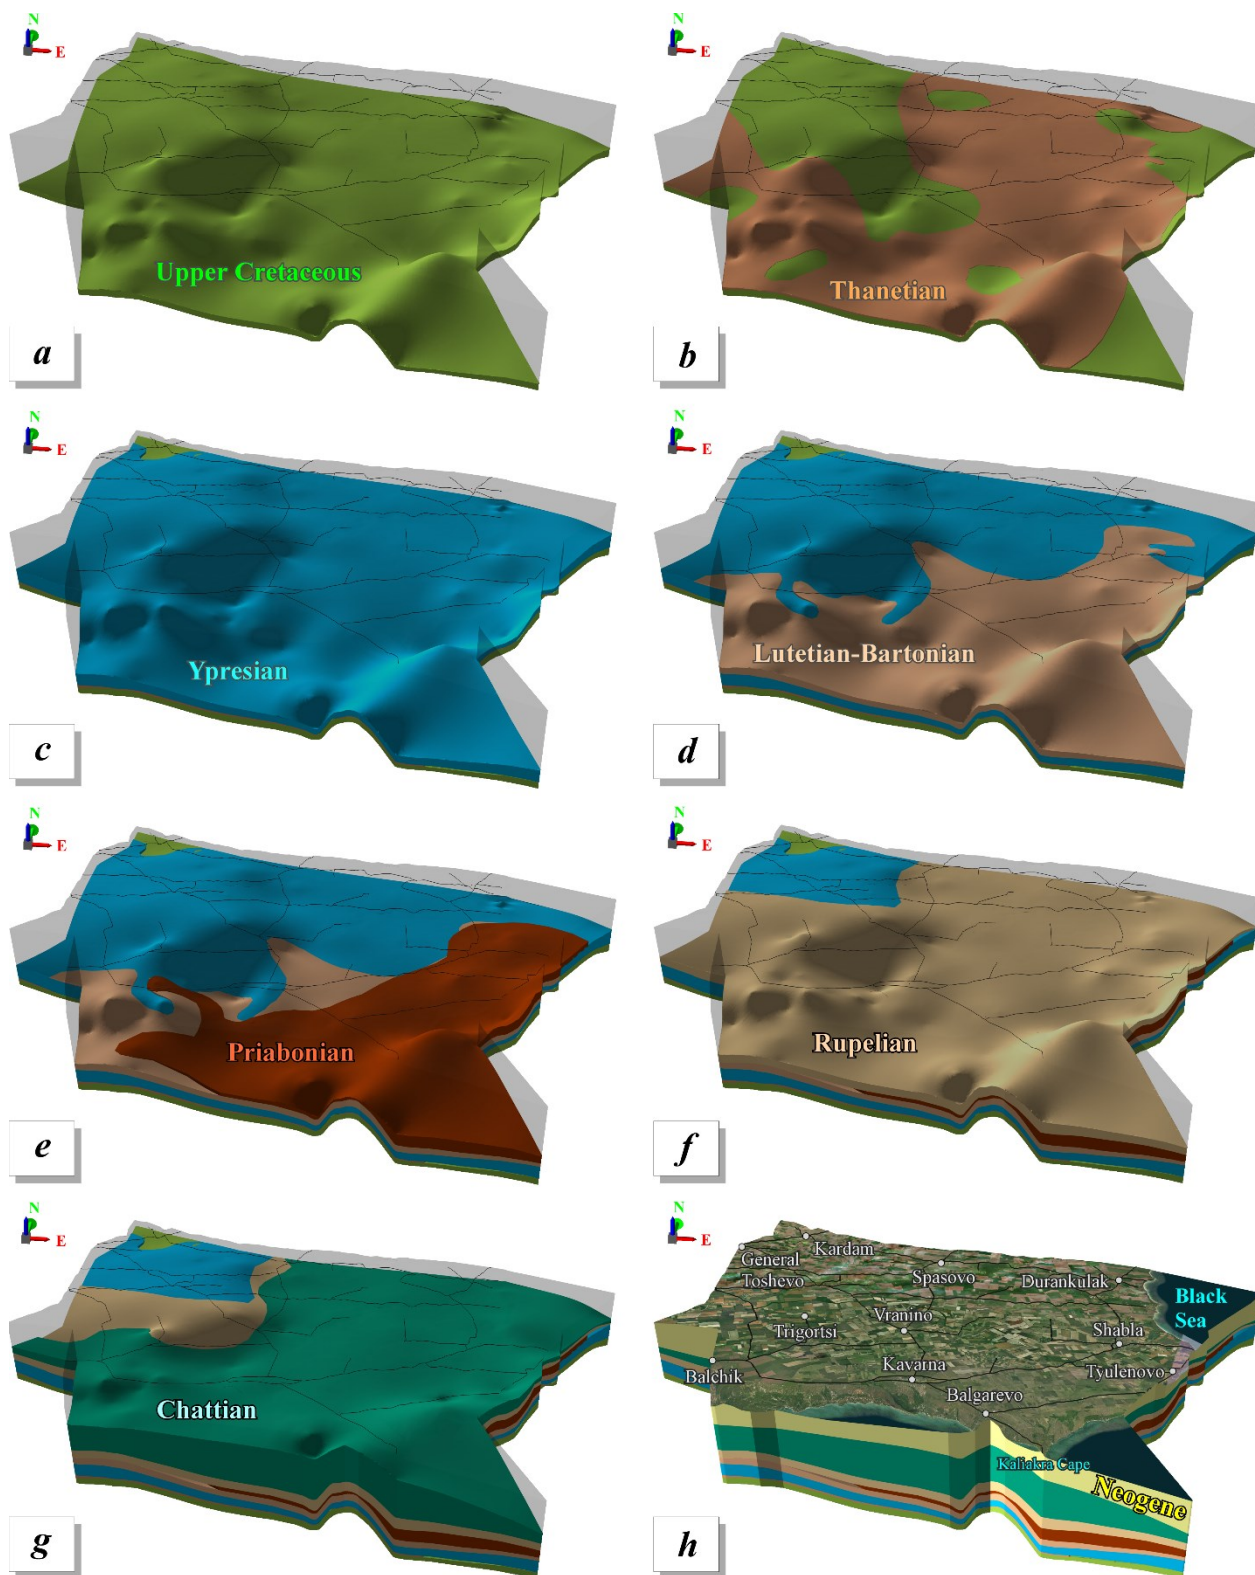 N
E
Upper Cretaceous
a
N
E
Thanetian
b
N
E
Ypresian
c
N
E
Lutetian-Bartonian
d
N
E
Priabonian
e
N
E
Rupelian
f
N
E
Chattian
g
N
E
General
Toshevo
Kardam
Spasovo
Durankulak
Black
Sea
Vranino
Trigortsi
Shabla
Balchik
Kavarna
Tyulenovo
Balgarevo
Kaliakra Cape
Neogene
h